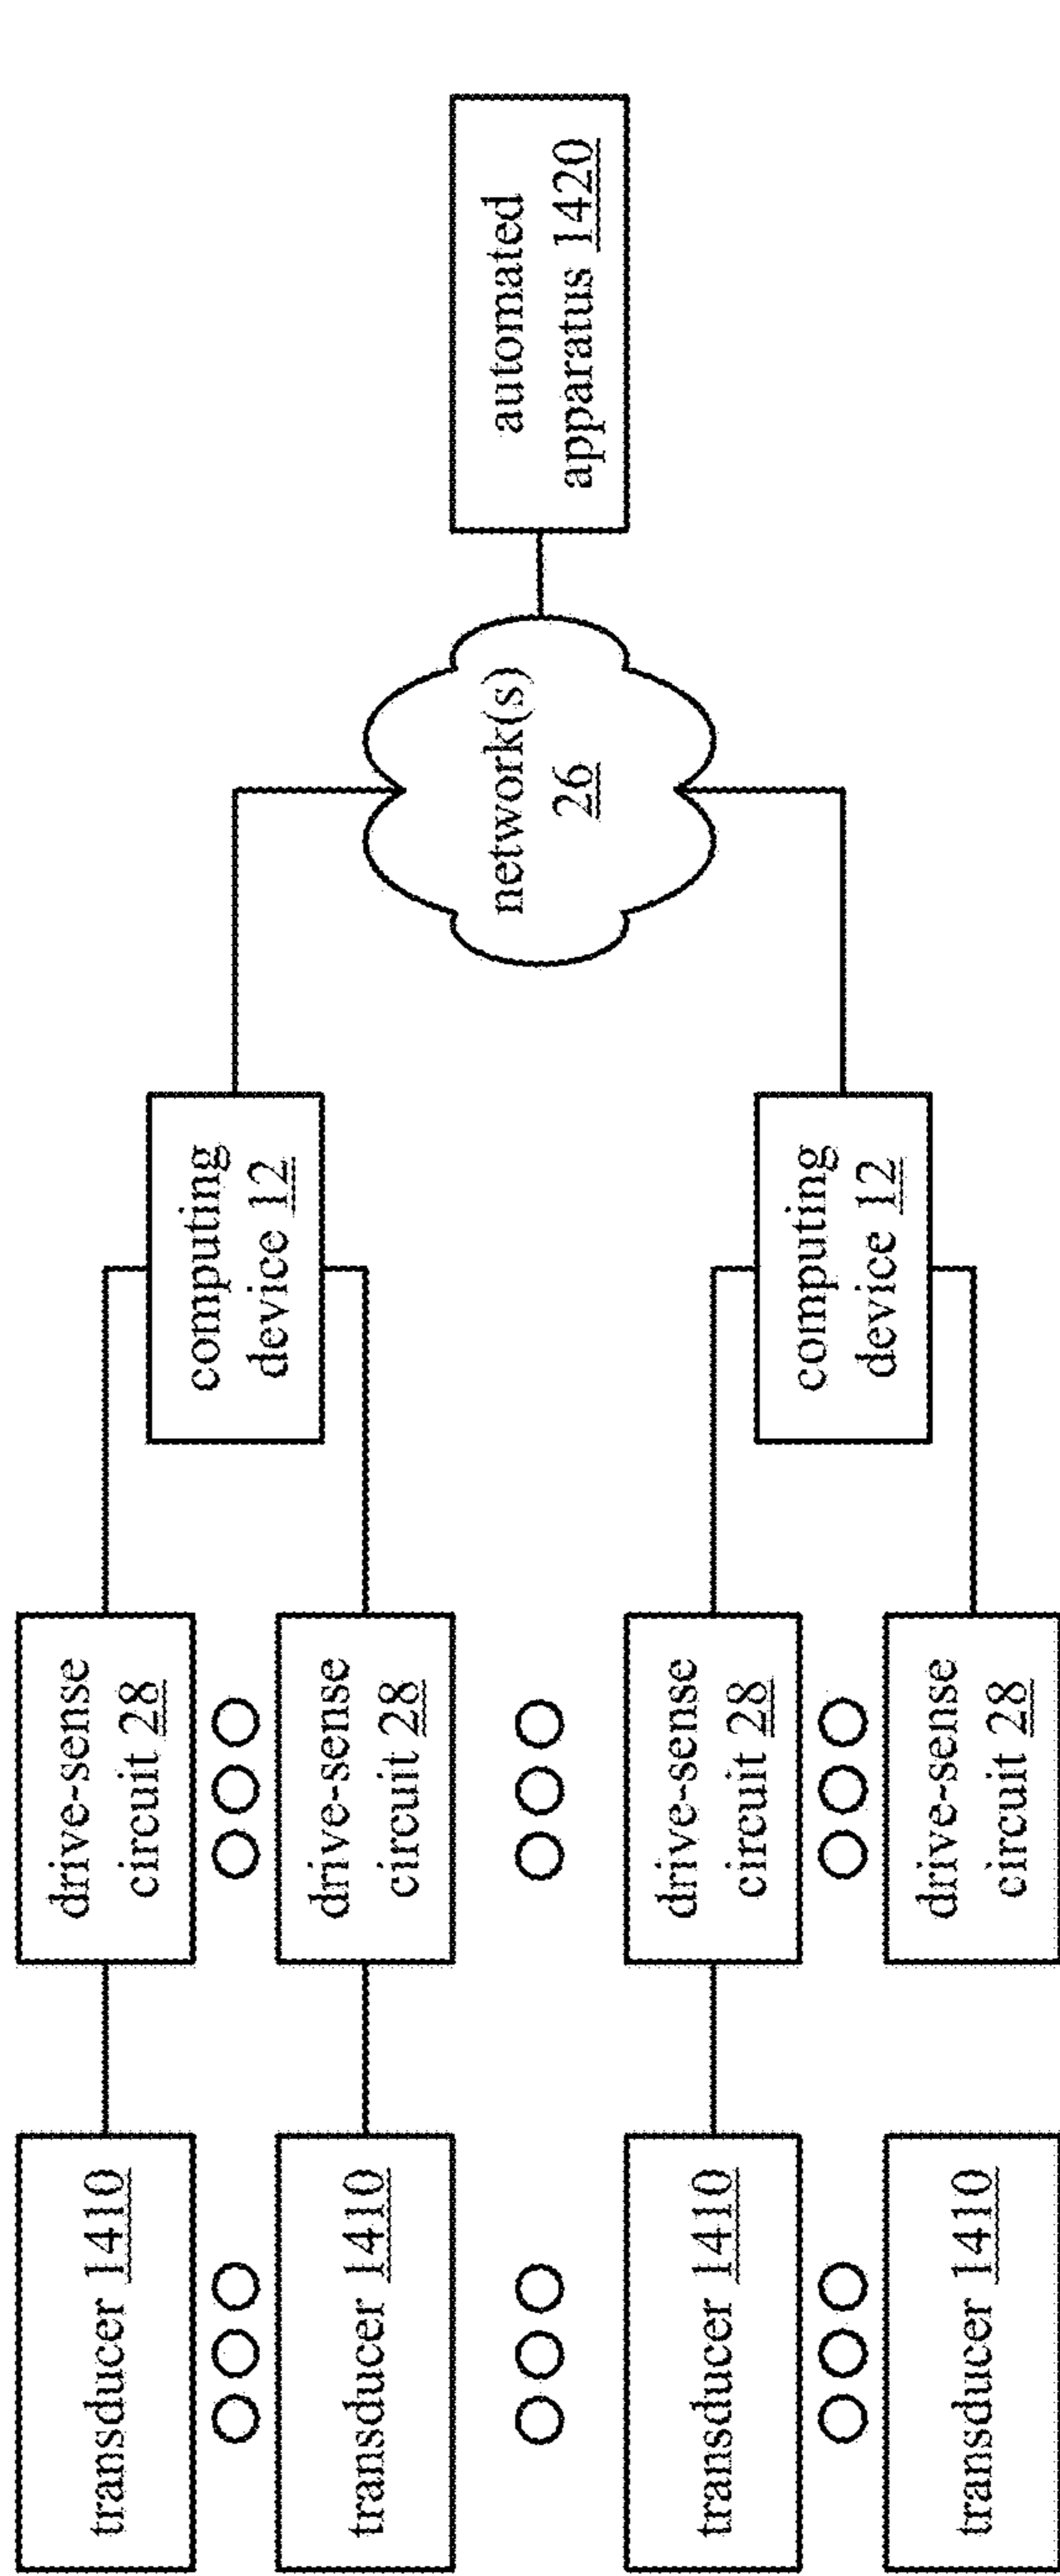 transducer 1410
drive-sense
circuit 28
transducer 1410
drive-sense
circuit 28
computing
device 12
network(s)
26
automated
apparatus 1420
transducer 1410
drive-sense
circuit 28
transducer 1410
drive-sense
circuit 28
computing
device 12